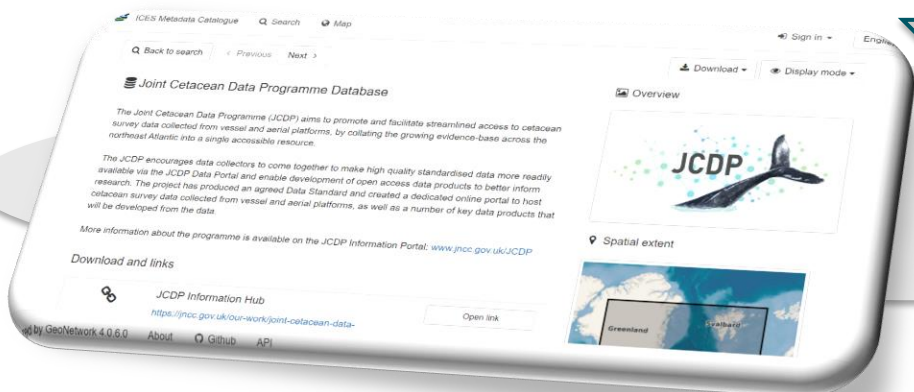 ICES Metadata Catalogue Search Map
Sign in English
Back to search Previous Next
Download Display mode
Joint Cetacean Data Programme Database
The Joint Cetacean Data Programme (JCDP) aims to promote and facilitate streamlined access to cetacean
survey data collected from vessel and aerial platforms, by collating the growing evidence-base across the
northeast Atlantic into a single accessible resource.
The JCDP encourages data collectors to come together to make high quality standardised data more readily
available via the JCDP Data Portal and enable development of open access data products to better inform
research. The project has produced an agreed Data Standard and created a dedicated online portal to host
cetacean survey data collected from vessel and aerial platforms, as well as a number of key data products that
will be developed from the data.
More information about the programme is available on the JCDP Information Portal: www.jncc.gov.uk/JCDP
Download and links
JCDP Information Hub
https://jncc.gov.uk/our-work/joint-cetacean-data-
Open link
ed by GeoNetwork 4.0.6.0 About Github API
Overview
JCDP
Spatial extent
Greenland Svalbard